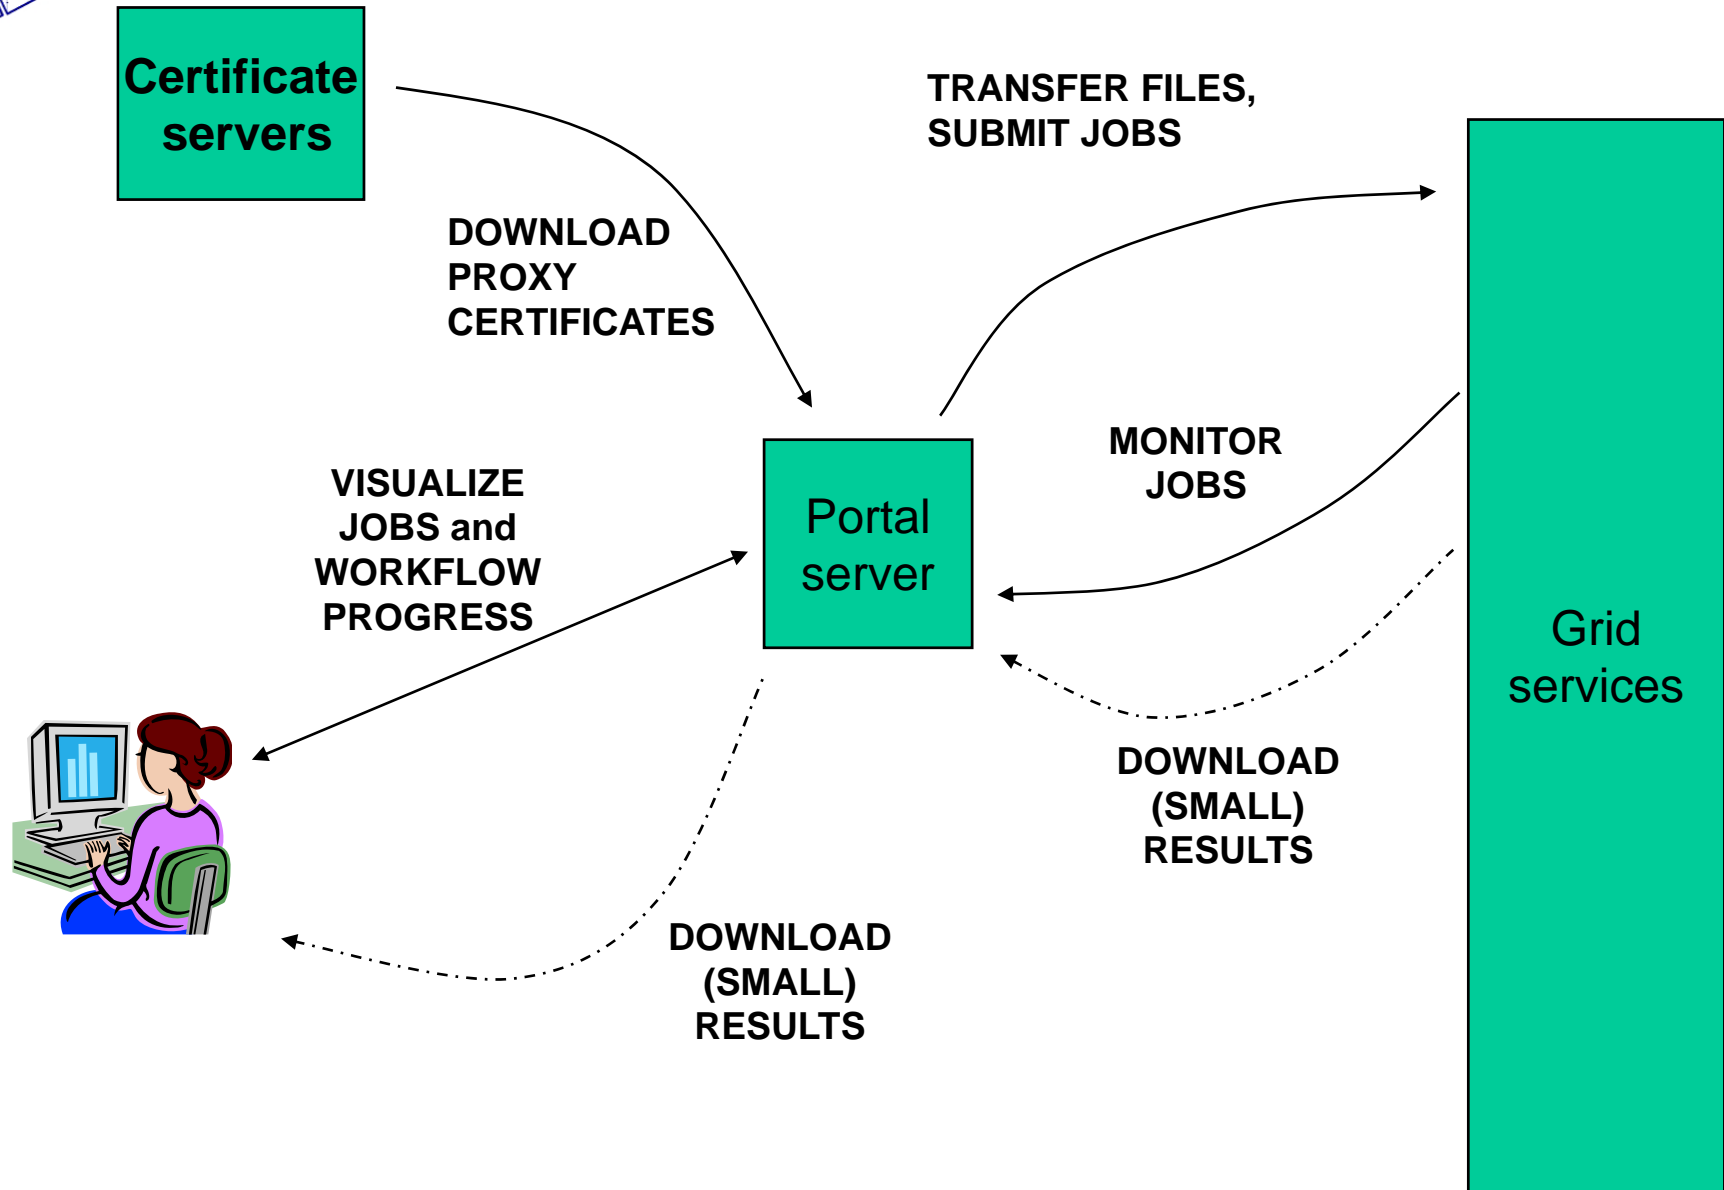 Certificate
servers
TRANSFER FILES,
SUBMIT JOBS
DOWNLOAD
PROXY
CERTIFICATES
MONITOR
JOBS
VISUALIZE
JOBS and
WORKFLOW
PROGRESS
Portal
server
Grid
services
DOWNLOAD
(SMALL)
RESULTS
DOWNLOAD
(SMALL)
RESULTS